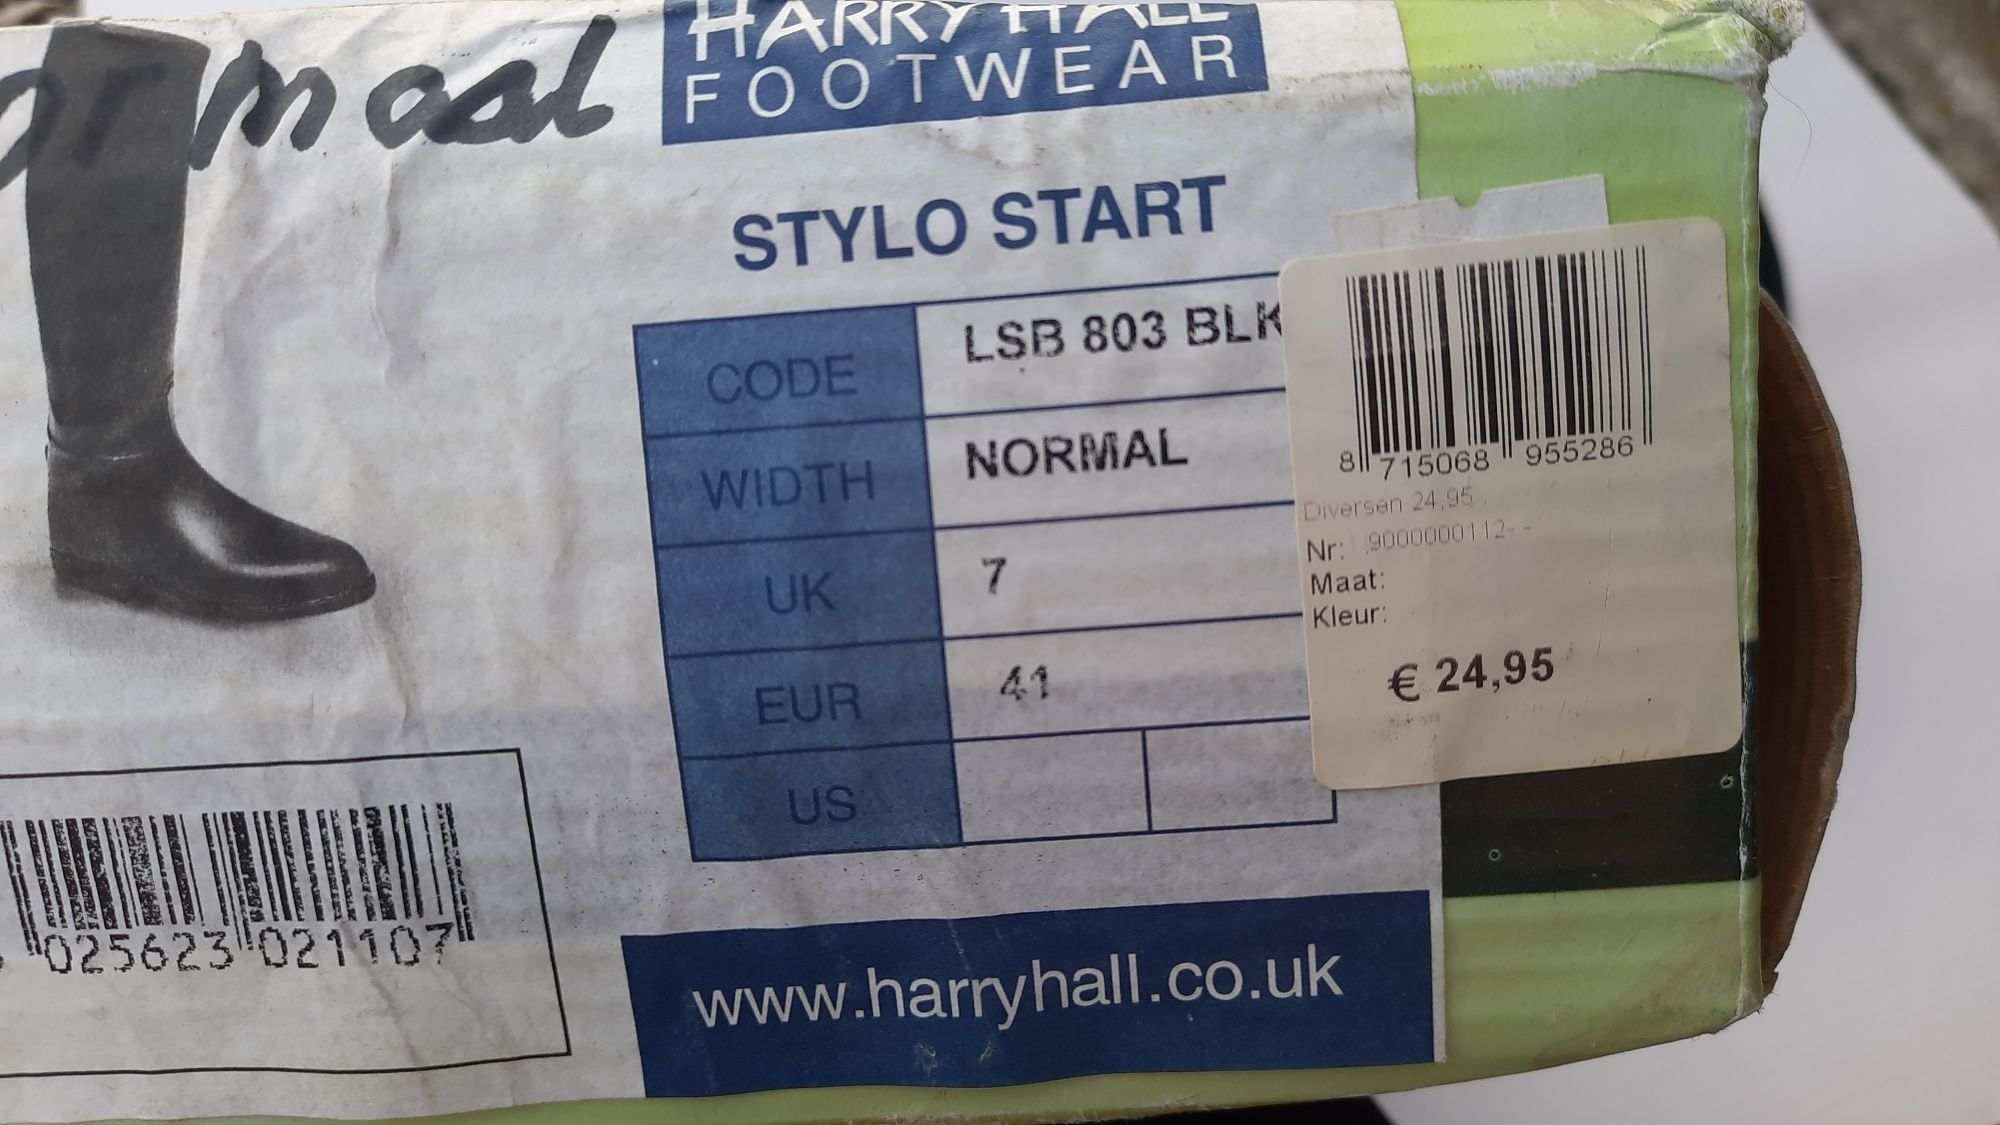 ormaal
HARRY HALL
FOOTWEAR
STYLO START
CODE LSB 803 BLK
WIDTH NORMAL
UK 7
EUR 41
US
8 715068 955286
Diversen 24,95
Nr: 9000000112- -
Maat:
Kleur:
€ 24,95
025623 021107
www.harryhall.co.uk